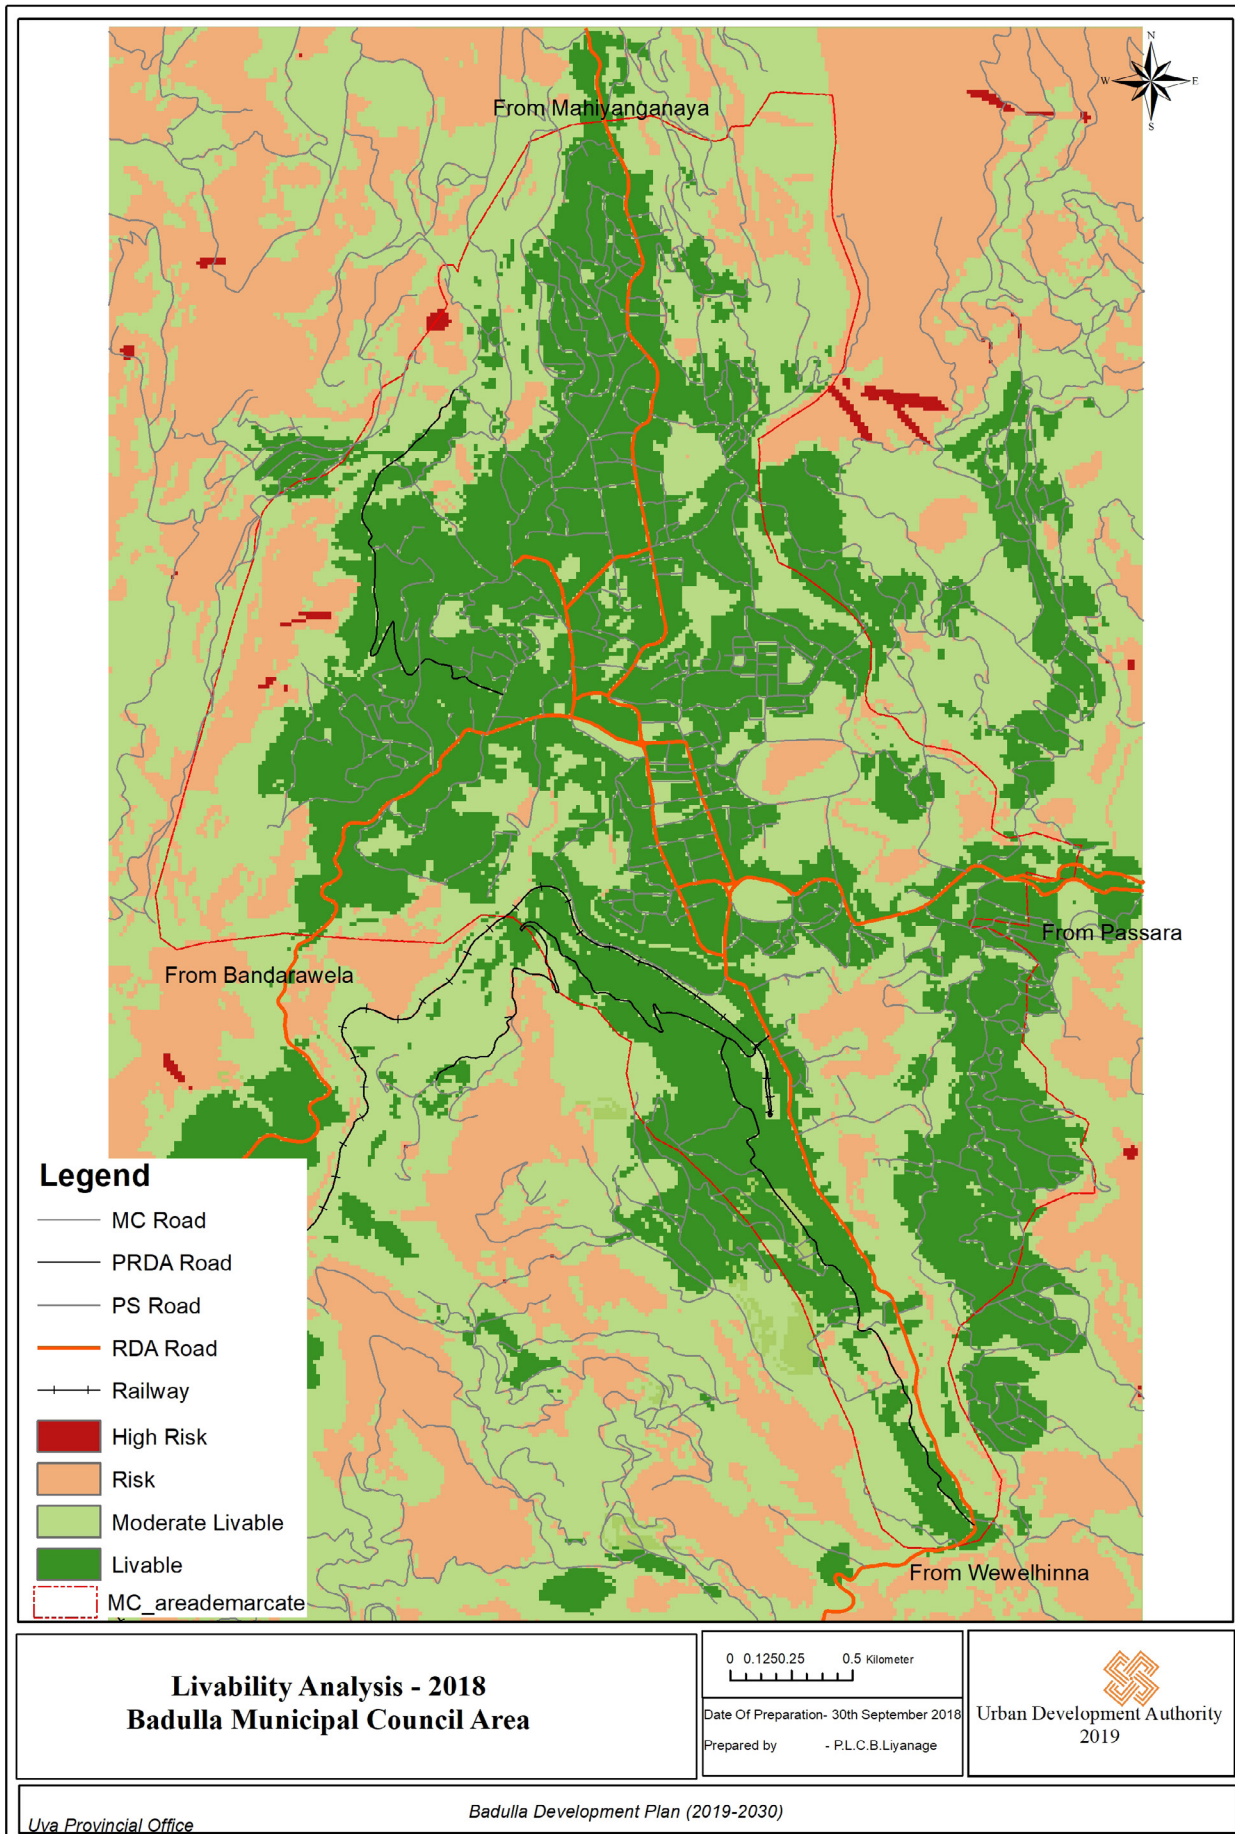 N
W
E
S
From Mahiyanganaya
From Passara
From Bandarawela
From Wewelhinna
Legend
MC Road
PRDA Road
PS Road
RDA Road
Railway
High Risk
Risk
Moderate Livable
Livable
MC_areademarcate
Livability Analysis - 2018
Badulla Municipal Council Area
0 0.1250.25 0.5 Kilometer
Date Of Preparation- 30th September 2018
Prepared by - P.L.C.B.Liyanage
Urban Development Authority
2019
Badulla Development Plan (2019-2030)
Uva Provincial Office